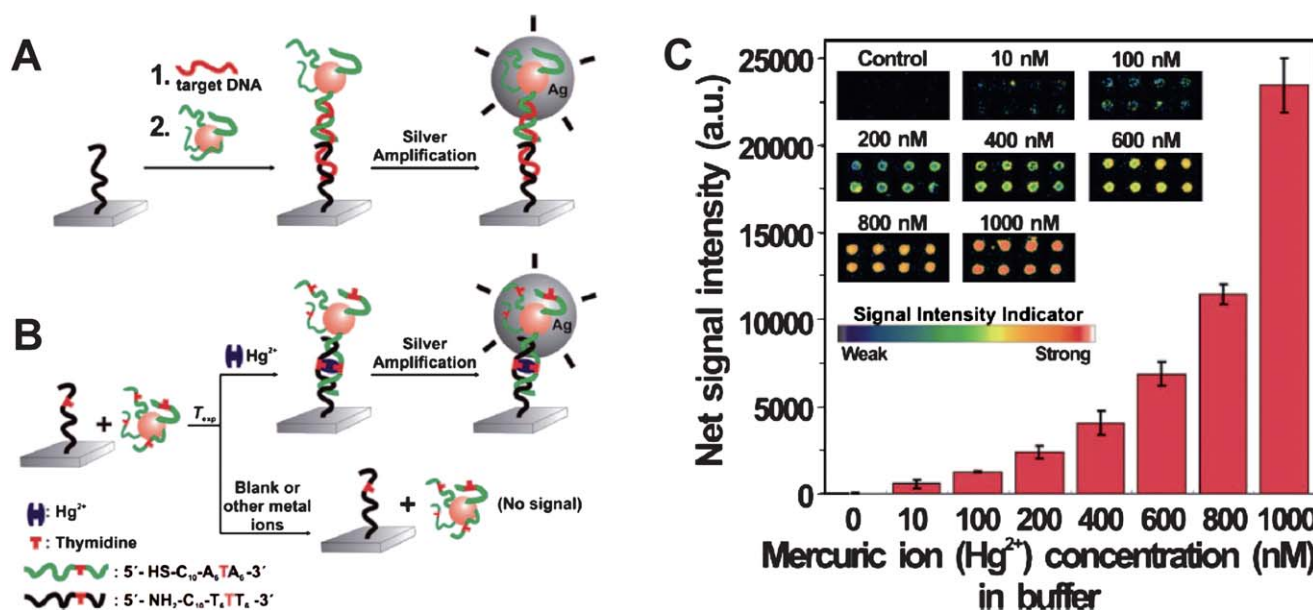 A
1.
target DNA
2.
Silver
Amplification
Ag
B
Hg²⁺
T_exp
Silver
Amplification
Ag
Blank or
other metal
ions
(No signal)
: Hg²⁺
: Thymidine
: 5´- HS-C₁₀-A₆TA₆-3´
: 5´- NH₂-C₁₀-T₆TT₆ -3´
C
Net signal intensity (a.u.)
25000
20000
15000
10000
5000
0
Control 10 nM 100 nM
200 nM 400 nM 600 nM
800 nM 1000 nM
Signal Intensity Indicator
Weak Strong
0 10 100 200 400 600 800 1000
Mercuric ion (Hg²⁺) concentration (nM)
in buffer